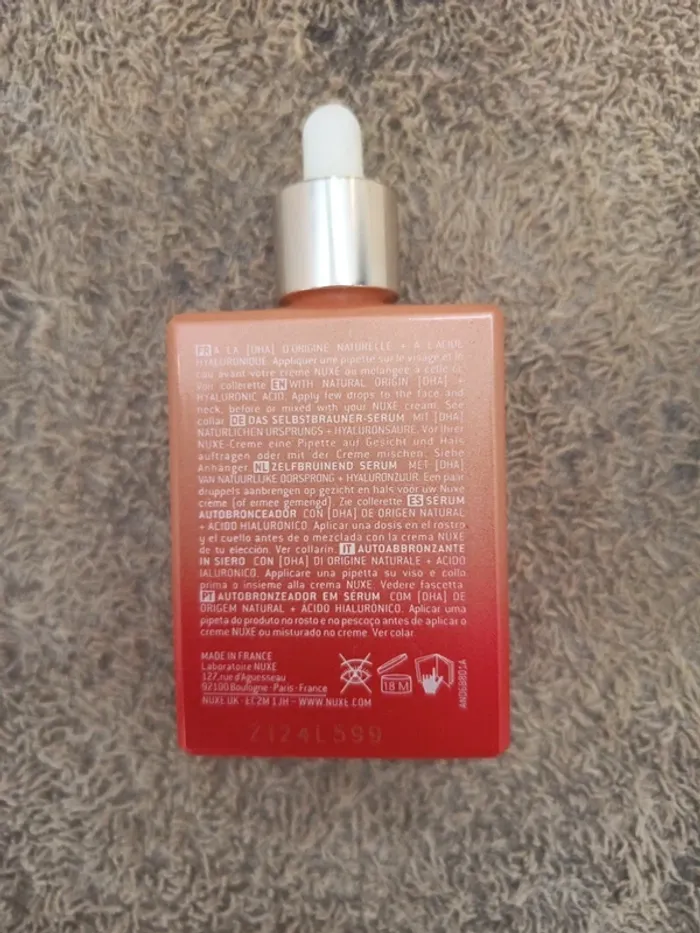 FR A LA [DHA] D'ORIGINE NATURELLE + A L'ACIDE
HYALURONIQUE. Appliquer une pipette sur le visage et le
cou avant votre crème NUXE ou mélangée à celle-ci.
Voir collerette EN WITH NATURAL ORIGIN [DHA] +
HYALURONIC ACID. Apply few drops to the face and
neck, before or mixed with your NUXE cream. See
collar DE DAS SELBSTBRÄUNER-SERUM MIT [DHA]
NATÜRLICHEN URSPRUNGS + HYALURONSÄURE. Vor Ihrer
NUXE-Creme eine Pipette auf Gesicht und Hals
auftragen oder mit der Creme mischen. Siehe
Anhänger NL ZELFBRUINEND SERUM MET [DHA]
VAN NATUURLIJKE OORSPRONG + HYALURONZUUR. Een paar
druppels aanbrengen op gezicht en hals vóór uw Nuxe
crème (of ermee gemengd). Zie collerette ES SERUM
AUTOBRONCEADOR CON [DHA] DE ORIGEN NATURAL
+ ÁCIDO HIALURÓNICO. Aplicar una dosis en el rostro
y el cuello antes de o mezclada con la crema NUXE
de tu elección. Ver collarín. IT AUTOABBRONZANTE
IN SIERO CON [DHA] DI ORIGINE NATURALE + ACIDO
IALURONICO. Applicare una pipetta su viso e collo
prima o insieme alla crema NUXE. Vedere fascetta.
PT AUTOBRONZEADOR EM SÉRUM COM [DHA] DE
ORIGEM NATURAL + ÁCIDO HIALURÓNICO. Aplicar uma
pipeta do produto no rosto e no pescoço antes de aplicar o
creme NUXE ou misturado no creme. Ver colar.
MADE IN FRANCE
Laboratoire NUXE
127, rue d'Aguesseau
92100 Boulogne - Paris - France
NUXE UK - EC2M 1JH - WWW.NUXE.COM
18 M
AN069801A
2124L599